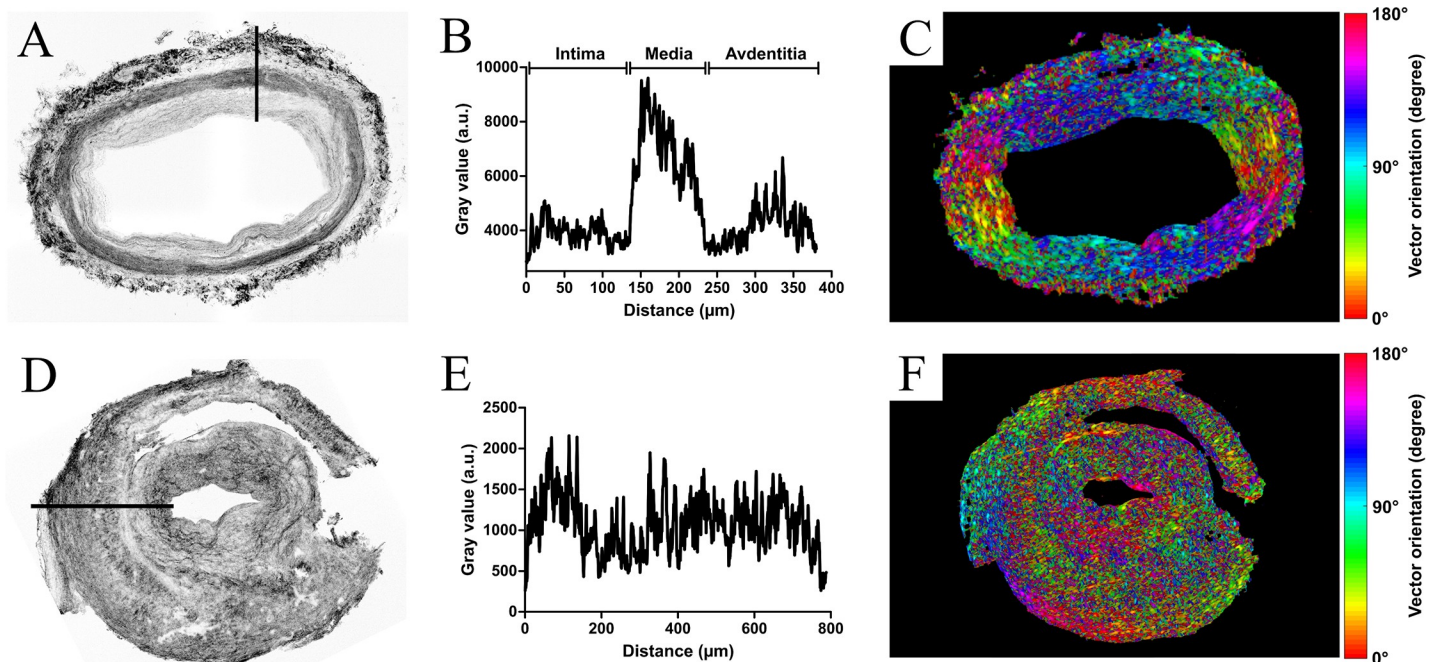 A
B
Intima Media Avdentitia
10000
8000
6000
4000
Gray value (a.u.)
0 50 100 150 200 250 300 350 400
Distance (µm)
C
180°
90°
0°
Vector orientation (degree)
D
E
2500
2000
1500
1000
500
0
Gray value (a.u.)
0 200 400 600 800
Distance (µm)
F
180°
90°
0°
Vector orientation (degree)